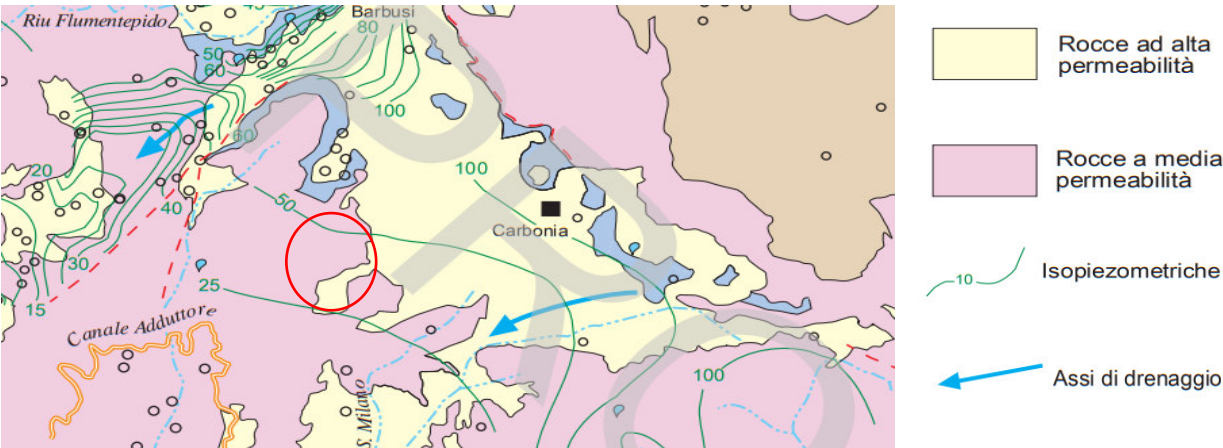 Riu Flumentepido
45
Barbusi
80
50
60
100
60
20
100
40
50
Carbonia
30
25
15
Canale Adduttore
100
S. Milano
Rocce ad alta
permeabilità
Rocce a media
permeabilità
10
Isopiezometriche
Assi di drenaggio